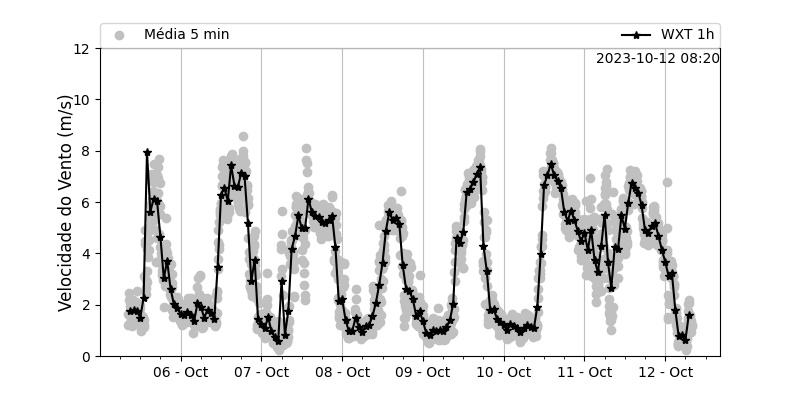 Média 5 min
WXT 1h
2023-10-12 08:20
Velocidade do Vento (m/s)
12
10
8
6
4
2
0
06 - Oct
07 - Oct
08 - Oct
09 - Oct
10 - Oct
11 - Oct
12 - Oct